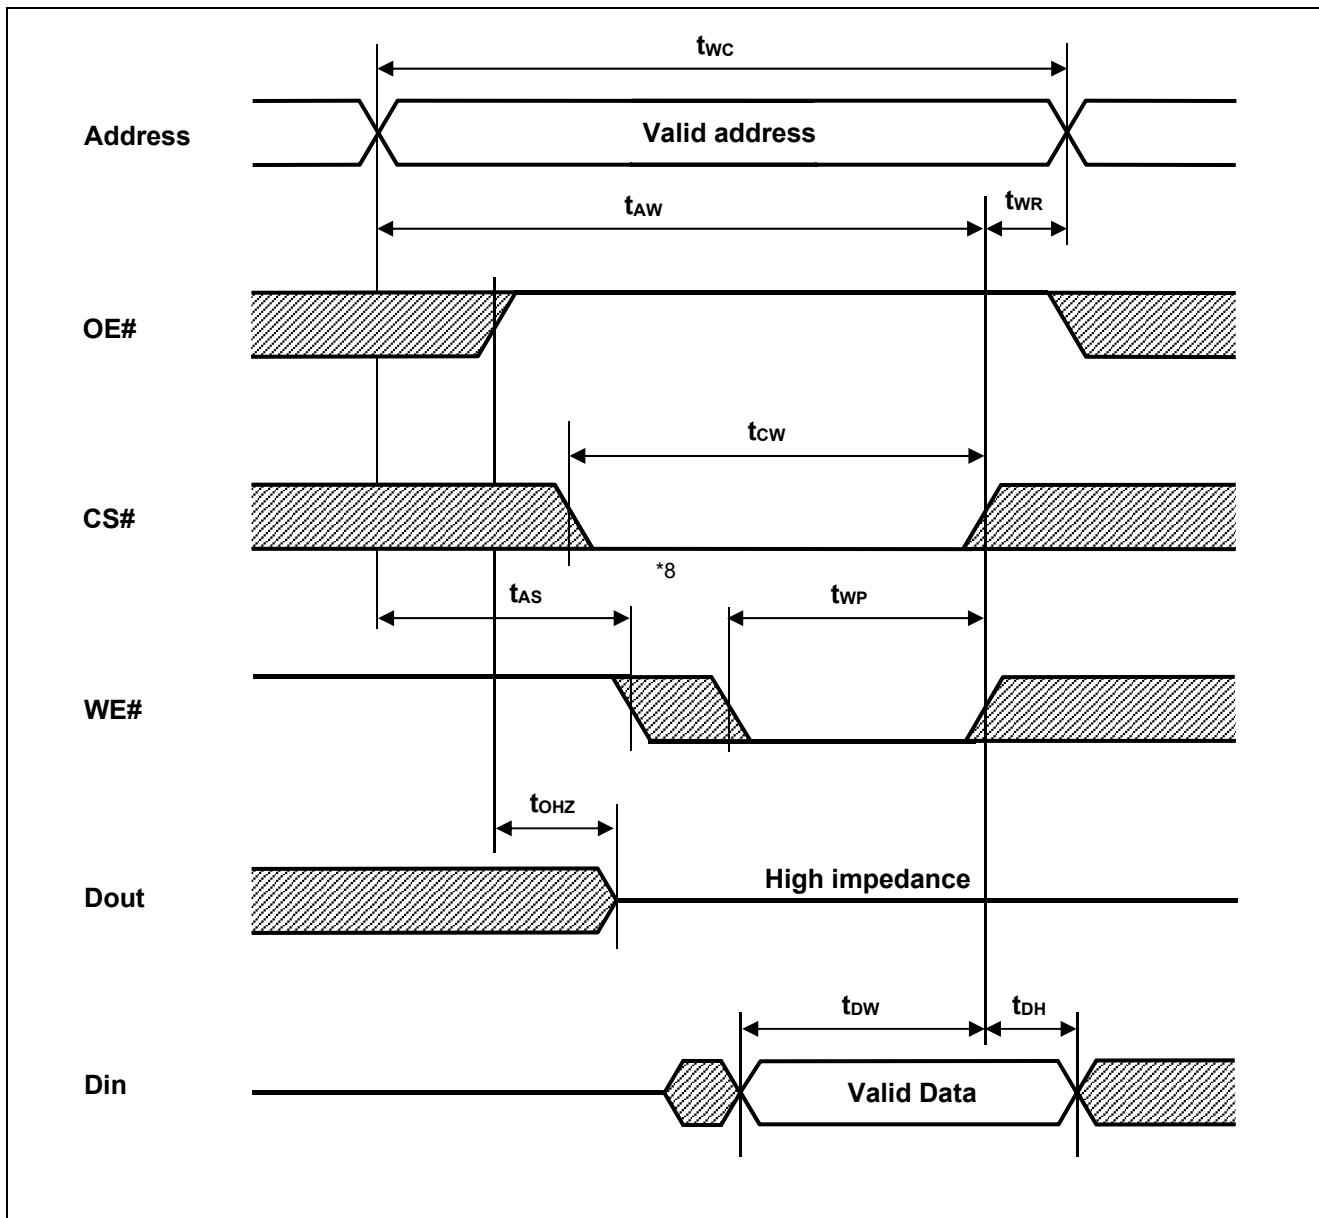 tWC
Address
Valid address
tAW
tWR
OE#
tCW
CS#
*8
tAS
tWP
WE#
tOHZ
Dout
High impedance
tDW
tDH
Din
Valid Data